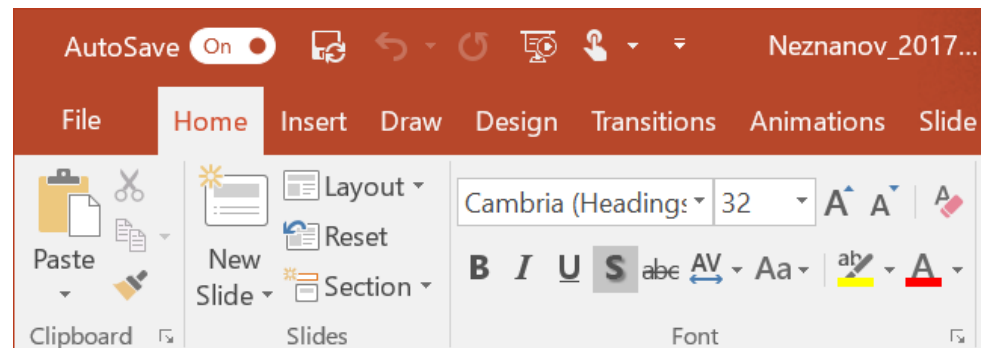 AutoSave On Neznanov_2017...
File Home Insert Draw Design Transitions Animations Slide
Layout
Cambria (Headings 32 A A A
Reset
Paste New
B I U S abc AV Aa ab A
Slide Section
Clipboard Slides Font